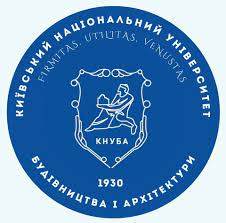 КИЇВСЬКИЙ НАЦІОНАЛЬНИЙ УНІВЕРСИТЕТ
FIRMITAS, UTILITAS, VENUSTAS
КНУБА
1930
БУДІВНИЦТВА І АРХІТЕКТУРИ